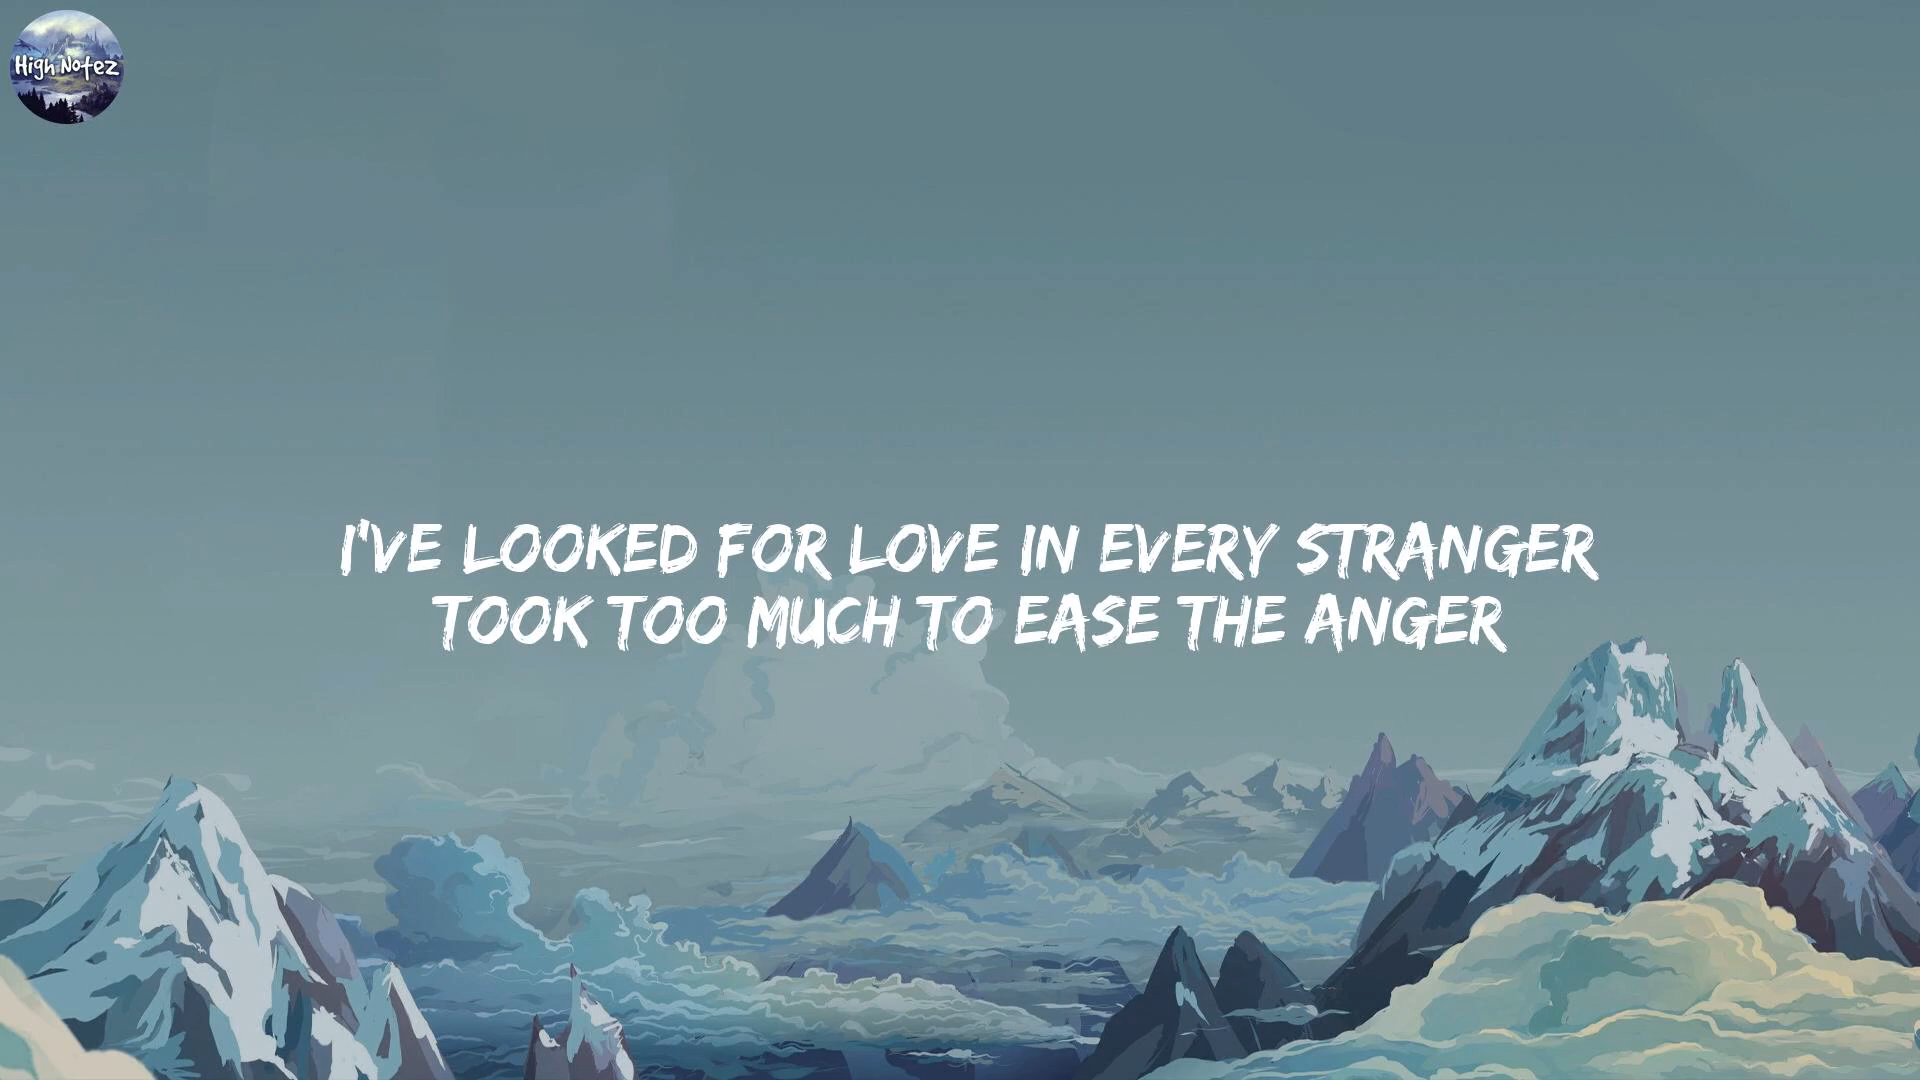 High Notez
I'VE LOOKED FOR LOVE IN EVERY STRANGER
TOOK TOO MUCH TO EASE THE ANGER